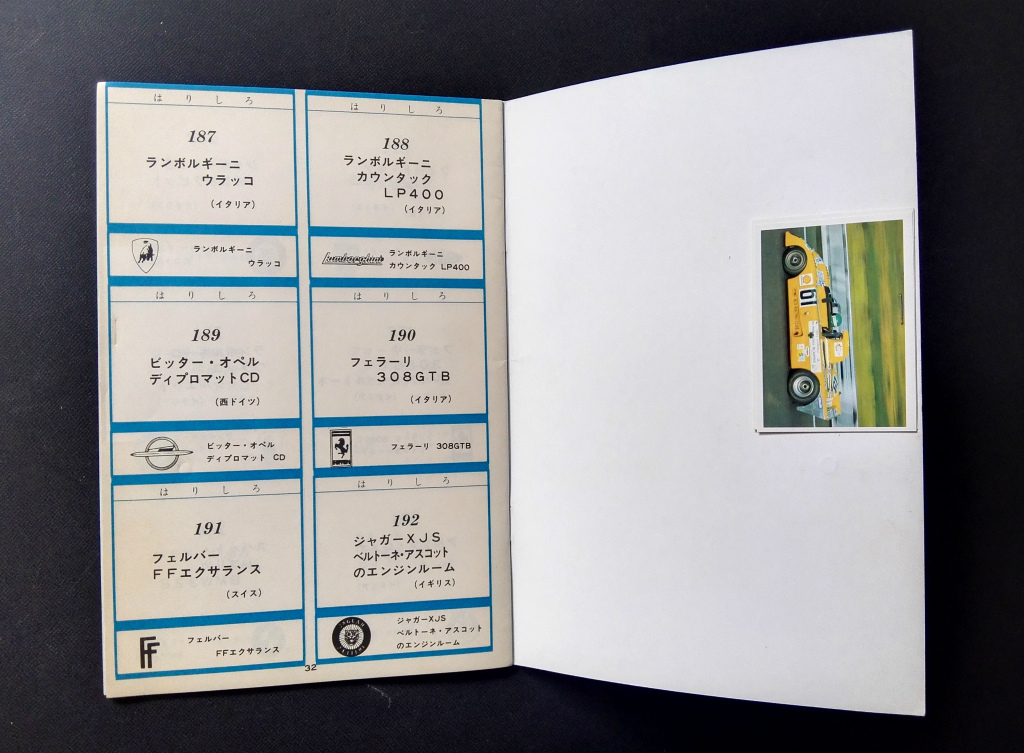 はりしろ
187
ランボルギーニ
ウラッコ
(イタリア)
ランボルギーニ
ウラッコ
はりしろ
188
ランボルギーニ
カウンタック
LP400
(イタリア)
lamborghini
ランボルギーニ
カウンタック LP400
はりしろ
189
ビッター・オペル
ディプロマットCD
(西ドイツ)
ビッター・オペル
ディプロマット CD
はりしろ
190
フェラーリ
308GTB
(イタリア)
フェラーリ 308GTB
はりしろ
191
フェルバー
FFエクサランス
(スイス)
FF
フェルバー
FFエクサランス
はりしろ
192
ジャガーXJS
ベルトーネ・アスコット
のエンジンルーム
(イギリス)
JAGUAR
ジャガーXJS
ベルトーネ・アスコット
のエンジンルーム
32